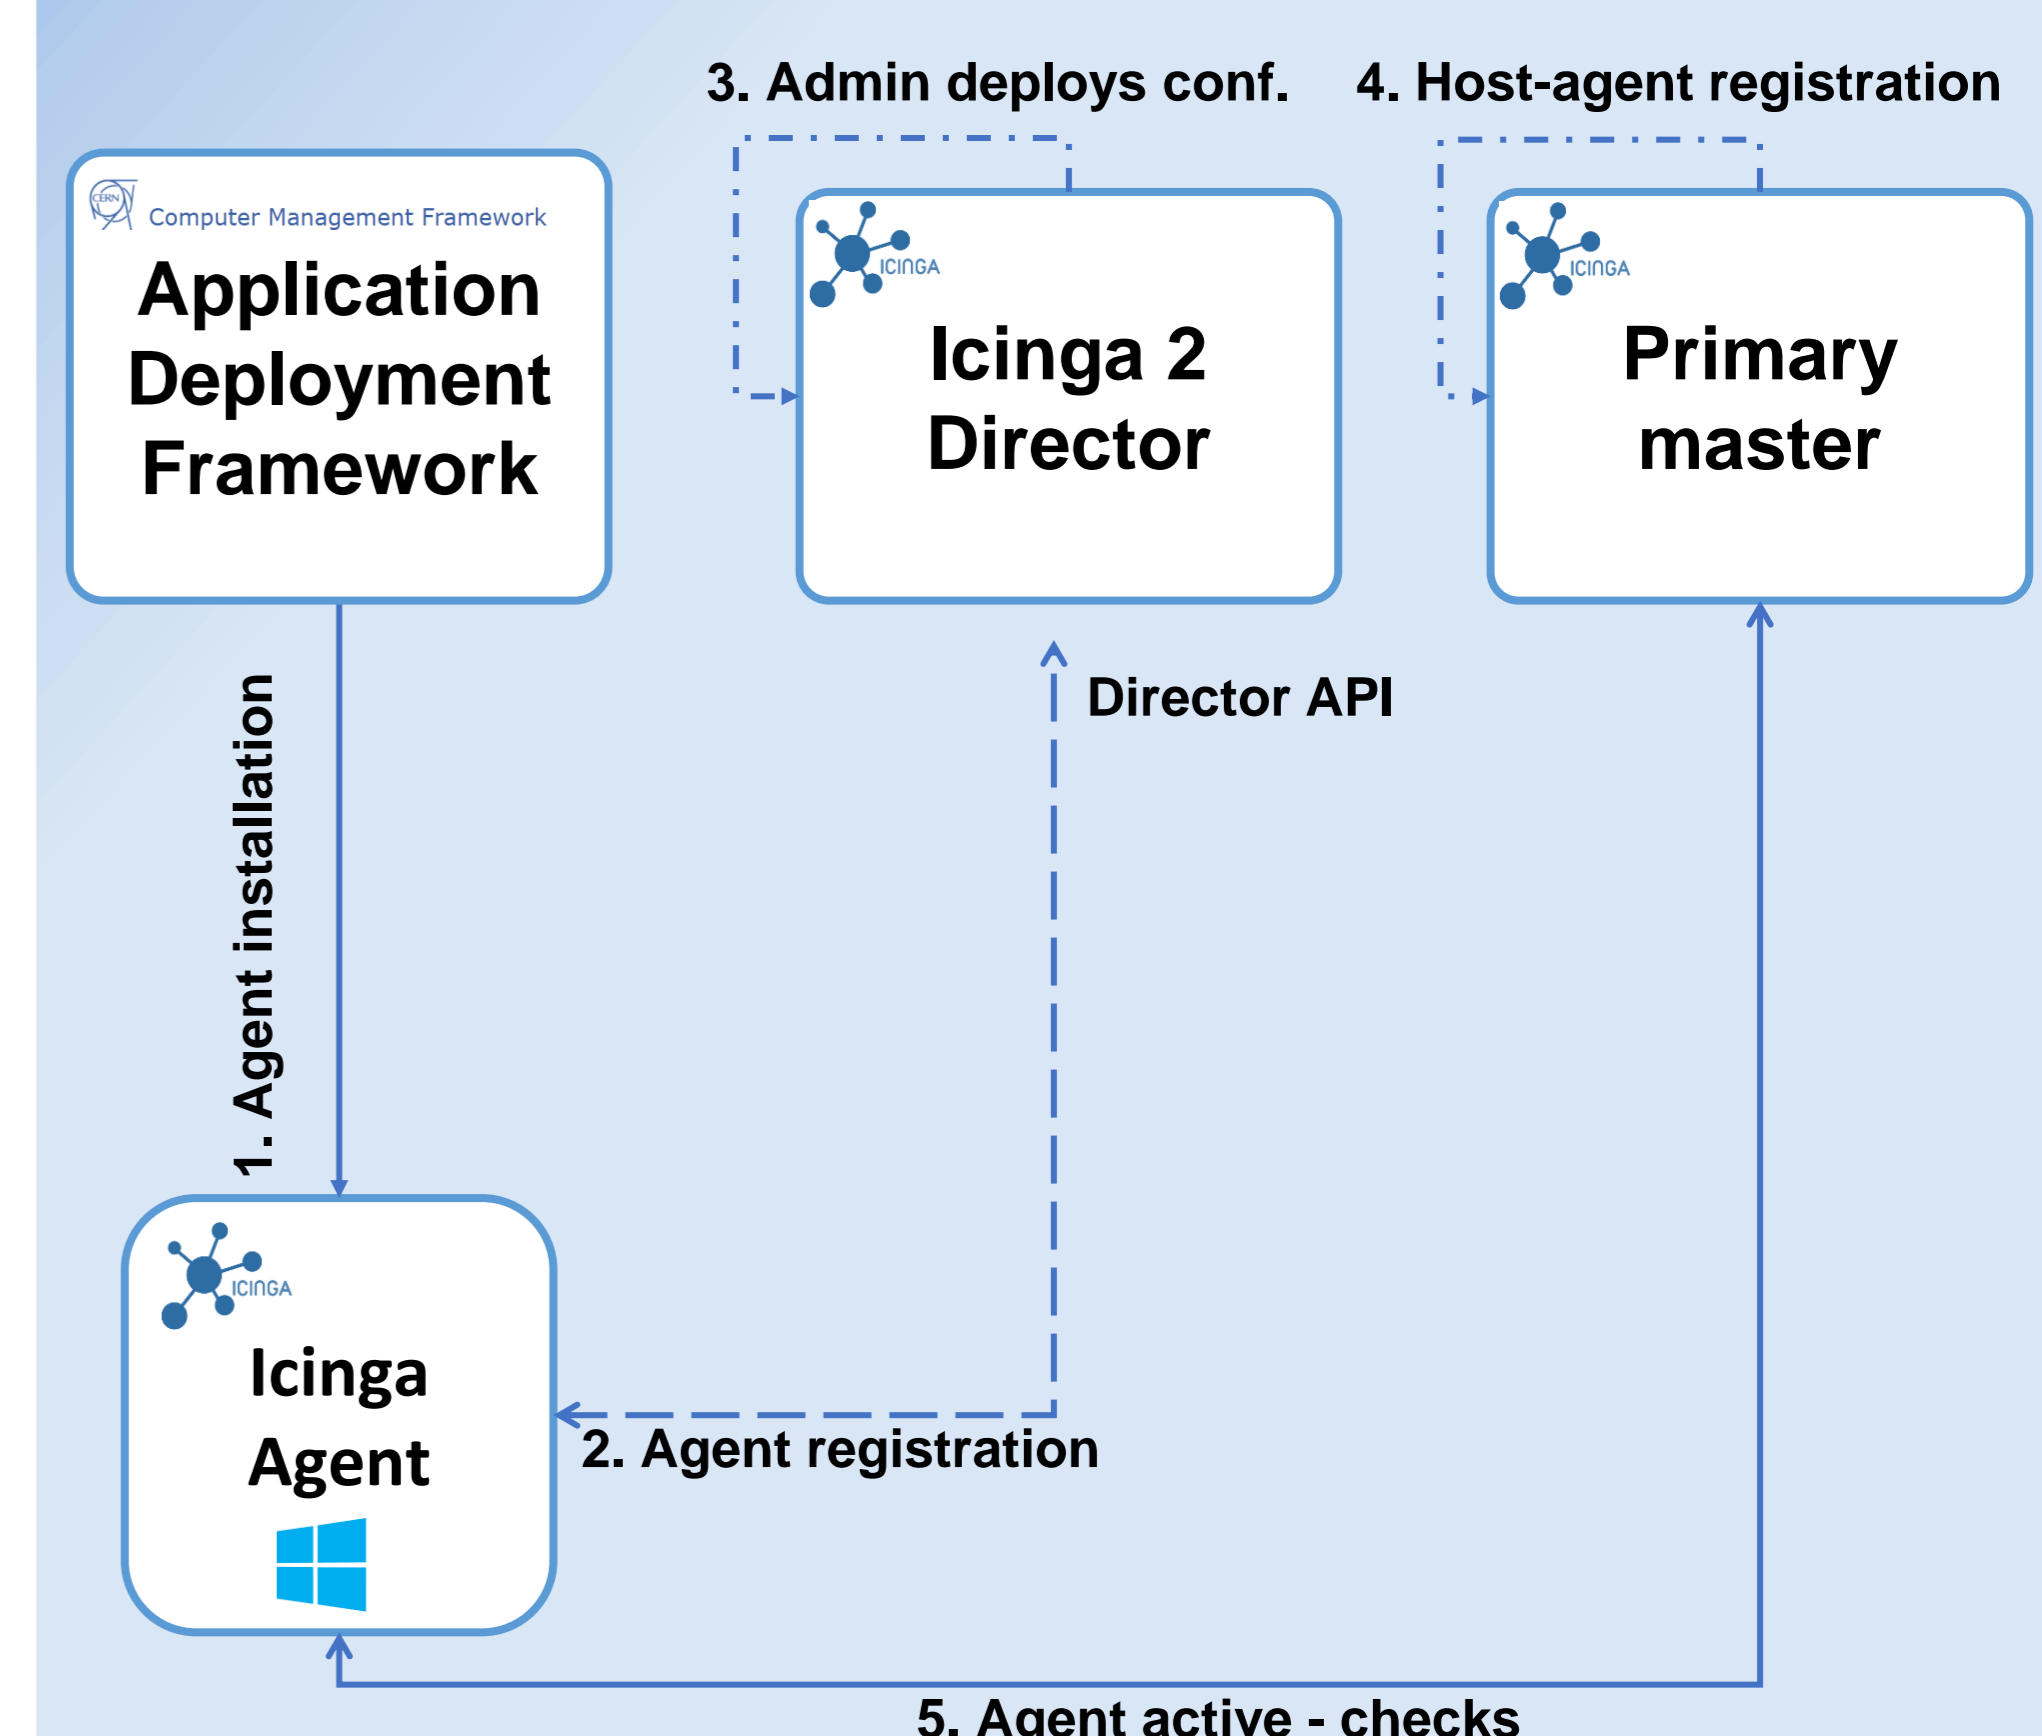 3. Admin deploys conf.
4. Host-agent registration
CERN
Computer Management Framework
Application
Deployment
Framework
ICINGA
Icinga 2
Director
ICINGA
Primary
master
Director API
1. Agent installation
ICINGA
Icinga
Agent
2. Agent registration
5. Agent active - checks